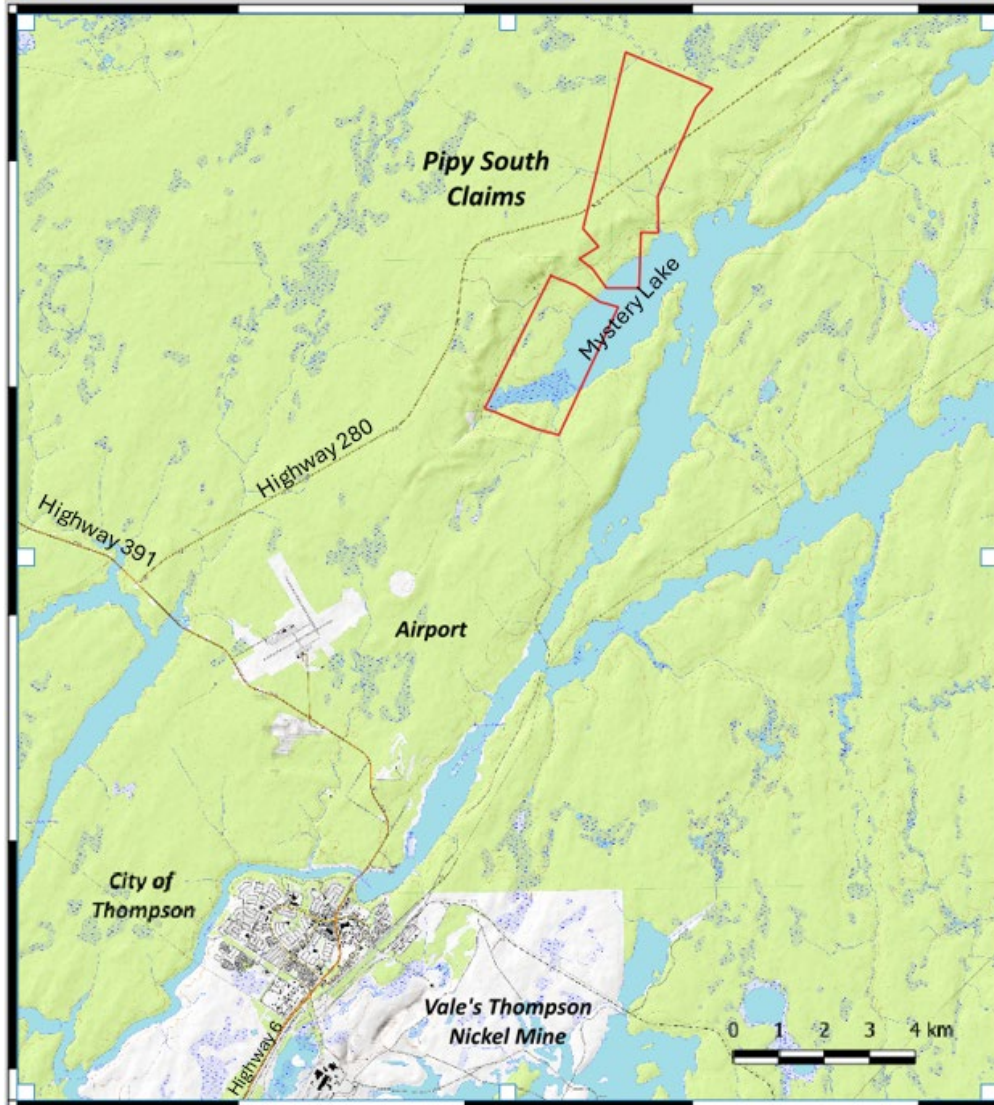 Pipy South
Claims
Mystery Lake
Highway 280
Highway 391
Airport
City of
Thompson
Vale's Thompson
Nickel Mine
Highway 6
0 1 2 3 4 km